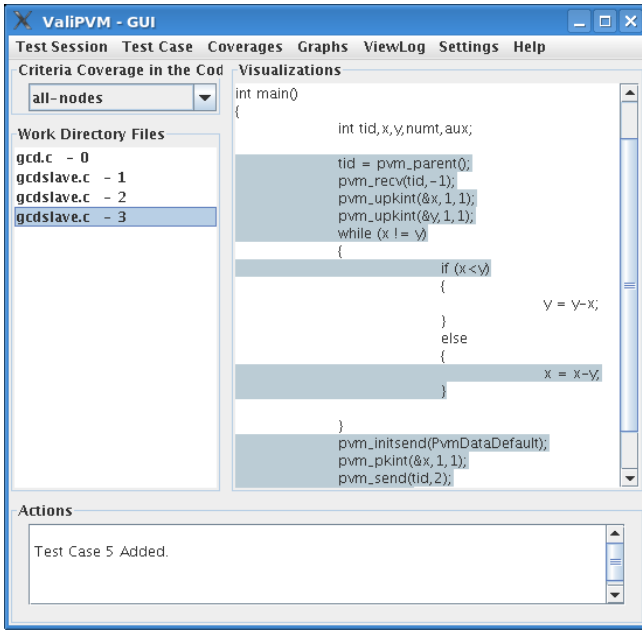 ValiPVM - GUI
Test Session Test Case Coverages Graphs ViewLog Settings Help
Criteria Coverage in the Cod
all-nodes
Work Directory Files
gcd.c - 0
gcdslave.c - 1
gcdslave.c - 2
gcdslave.c - 3
Visualizations
int main()
{
int tid,x,y,numt,aux;
tid = pvm_parent();
pvm_recv(tid,-1);
pvm_upkint(&x,1,1);
pvm_upkint(&y,1,1);
while (x != y)
{
if (x<y)
{
y = y-x;
}
else
{
x = x-y;
}
}
pvm_initsend(PvmDataDefault);
pvm_pkint(&x,1,1);
pvm_send(tid,2);
Actions
Test Case 5 Added.